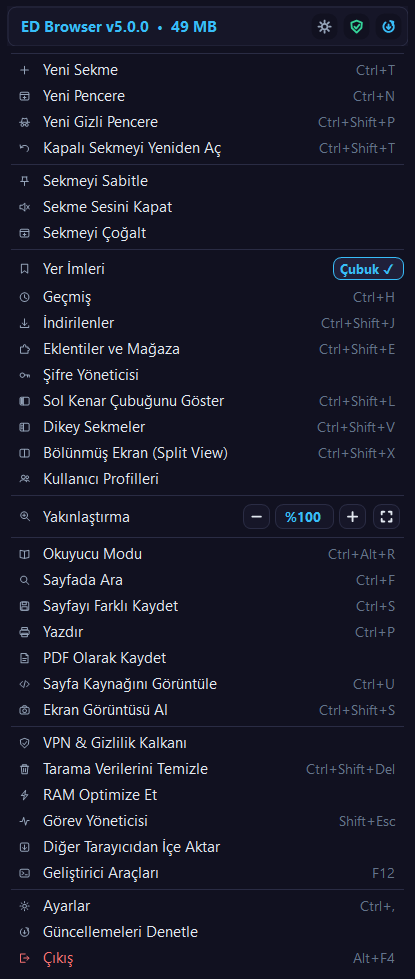 ED Browser v5.0.0 • 49 MB
Yeni Sekme Ctrl+T
Yeni Pencere Ctrl+N
Yeni Gizli Pencere Ctrl+Shift+P
Kapalı Sekmeyi Yeniden Aç Ctrl+Shift+T
Sekmeyi Sabitle
Sekme Sesini Kapat
Sekmeyi Çoğalt
Yer İmleri Çubuk ✓
Geçmiş Ctrl+H
İndirilenler Ctrl+Shift+J
Eklentiler ve Mağaza Ctrl+Shift+E
Şifre Yöneticisi
Sol Kenar Çubuğunu Göster Ctrl+Shift+L
Dikey Sekmeler Ctrl+Shift+V
Bölünmüş Ekran (Split View) Ctrl+Shift+X
Kullanıcı Profilleri
Yakınlaştırma − %100 +
Okuyucu Modu Ctrl+Alt+R
Sayfada Ara Ctrl+F
Sayfayı Farklı Kaydet Ctrl+S
Yazdır Ctrl+P
PDF Olarak Kaydet
Sayfa Kaynağını Görüntüle Ctrl+U
Ekran Görüntüsü Al Ctrl+Shift+S
VPN & Gizlilik Kalkanı
Tarama Verilerini Temizle Ctrl+Shift+Del
RAM Optimize Et
Görev Yöneticisi Shift+Esc
Diğer Tarayıcıdan İçe Aktar
Geliştirici Araçları F12
Ayarlar Ctrl+,
Güncellemeleri Denetle
Çıkış Alt+F4